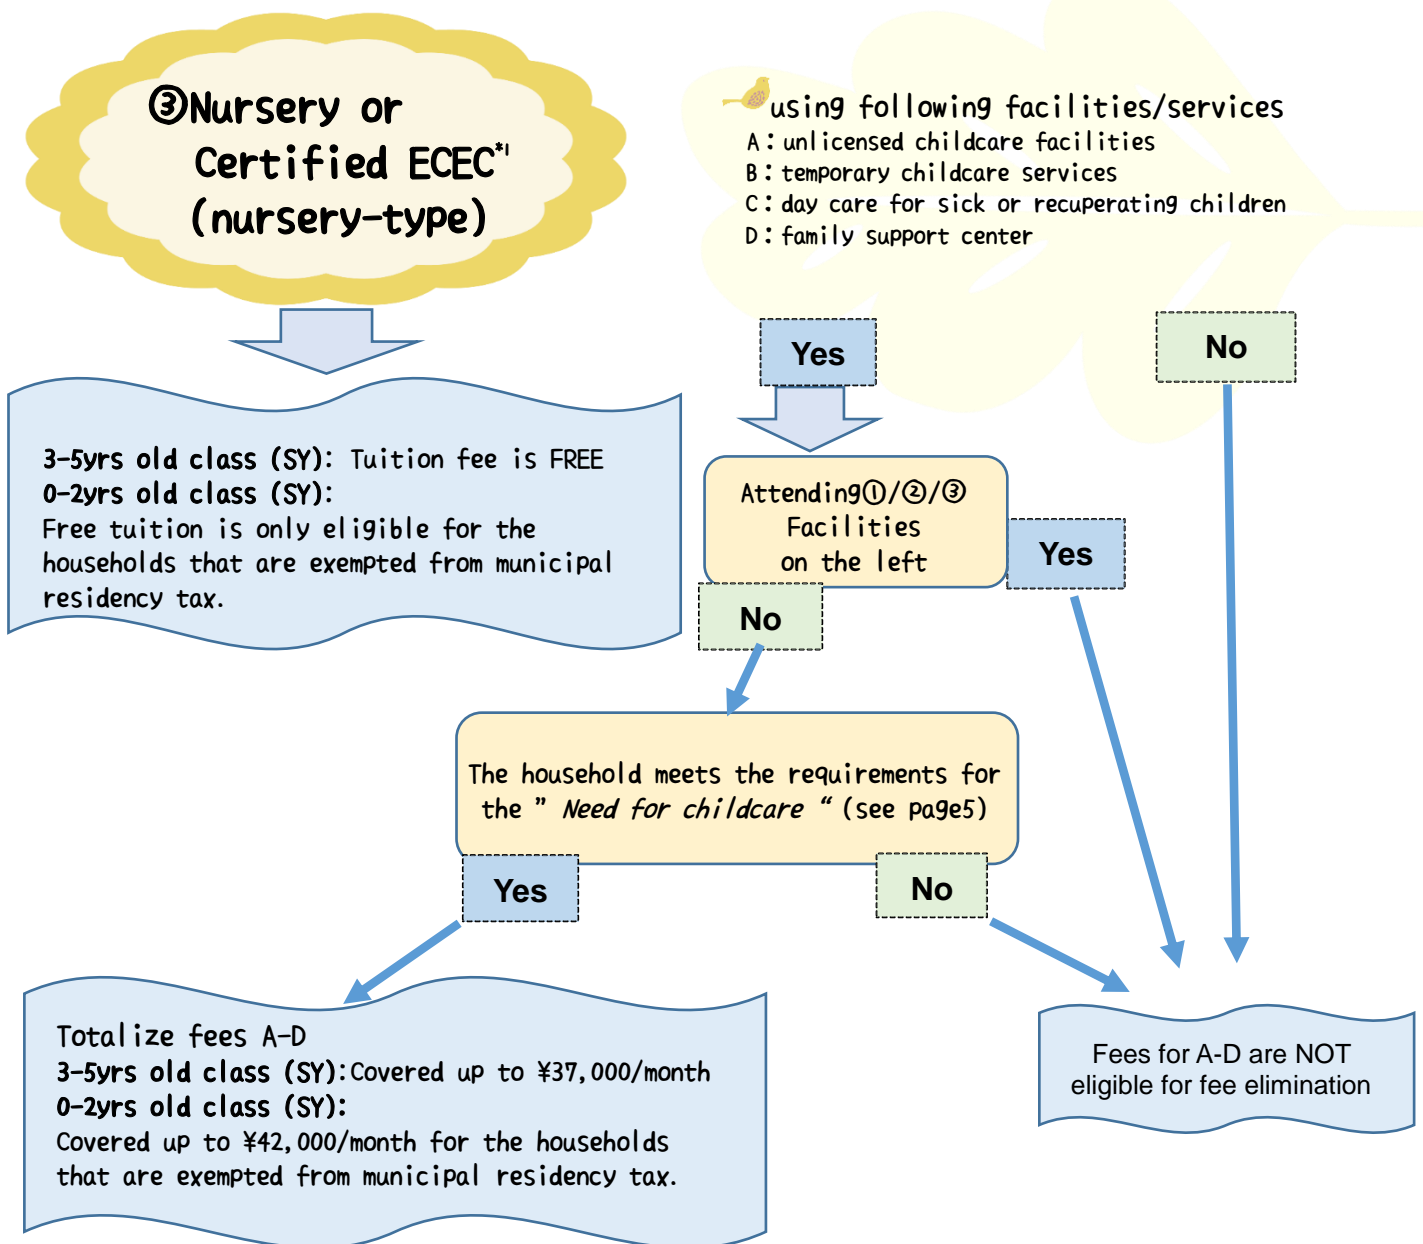 ③Nursery or
Certified ECEC*1
(nursery-type)
3-5yrs old class (SY): Tuition fee is FREE
0-2yrs old class (SY):
Free tuition is only eligible for the
households that are exempted from municipal
residency tax.
using following facilities/services
A：unlicensed childcare facilities
B：temporary childcare services
C：day care for sick or recuperating children
D：family support center
Yes
No
Attending①/②/③
Facilities
on the left
Yes
No
The household meets the requirements for
the ” Need for childcare “ (see page5)
Yes
No
Totalize fees A-D
3-5yrs old class (SY):Covered up to ¥37,000/month
0-2yrs old class (SY):
Covered up to ¥42,000/month for the households
that are exempted from municipal residency tax.
Fees for A-D are NOT
eligible for fee elimination